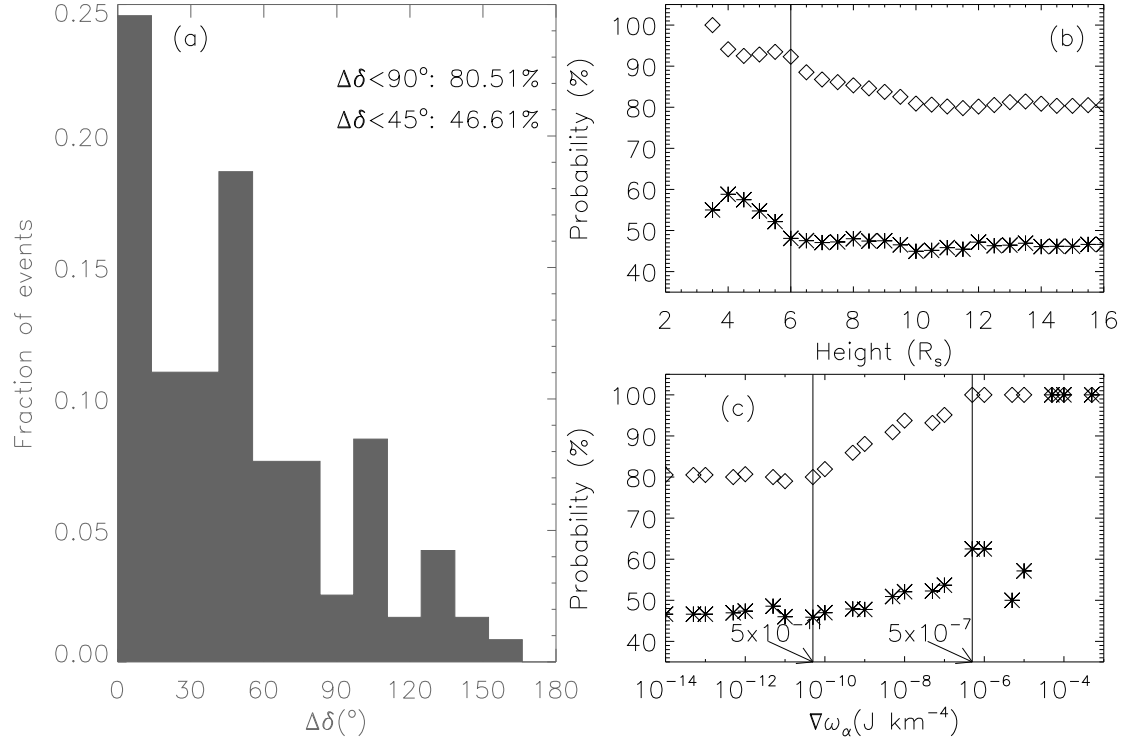 (a)
Δδ<90°: 80.51%
Δδ<45°: 46.61%
0.25
0.20
0.15
0.10
0.05
0.00
Fraction of events
0 30 60 90 120 150 180
Δδ(°)
(b)
100
90
80
70
60
50
40
Probability (%)
2 4 6 8 10 12 14 16
Height (Rₛ)
(c)
100
90
80
70
60
50
40
Probability (%)
5x10⁻
5x10⁻⁷
10⁻¹⁴ 10⁻¹² 10⁻¹⁰ 10⁻⁸ 10⁻⁶ 10⁻⁴
∇ω_α(J km⁻⁴)